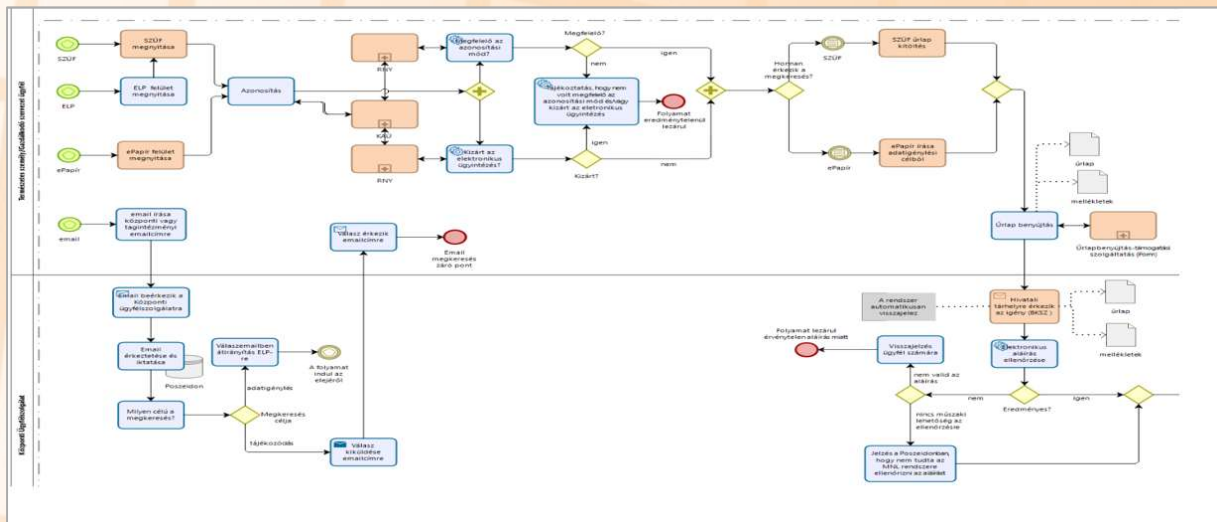 Természetes személy/Gazdálkodó szervezet ügyfél
SZÜF
SZÜF
megnyitása
ELP
ELP felület
megnyitása
ePapír
ePapír felület
megnyitása
Azonosítás
RNY
KAÜ
RNY
Megfelelő az
azonosítási
mód?
Kizárt az
elektronikus
ügyintézés?
Megfelelő?
igen
nem
Tájékoztatás, hogy nem
volt megfelelő az
azonosítási mód és/vagy
kizárt az eletronikus
ügyintézés
Folyamat
eredménytelenül
lezárul
igen
Kizárt?
nem
Honnan
érkezik a
megkeresés?
SZÜF
SZÜF űrlap
kitöltés
ePapír
ePapír írása
adatigénylési
célból
űrlap
mellékletek
Űrlap benyújtás
Űrlapbenyújtás-támogatási
szolgáltatás (Form)
email
email írása
központi vagy
tagintézményi
emailcímre
Válasz érkezik
emailcímre
Email
megkeresés
záró pont
Központi Ügyfélszolgálat
Email beérkezik a
Központi
ügyfélszolgálatra
Email
érkeztetése és
iktatása
Poszeidon
Milyen célú a
megkeresés?
Válaszemailben
átirányítás ELP-
re
A folyamat
indul az
elejéről
adatigénylés
Megkeresés
célja
tájékozódás
Válasz
kiküldése
emailcímre
A rendszer
automatikusan
visszajelez
Hivatali
tárhelyre érkezik
az igény (BKSZ )
űrlap
mellékletek
Folyamat lezárul
érvénytelenaláírás miatt
Visszajelzés
ügyfél számára
Elektronikus
aláírás
ellenőrzése
nem valid az
aláírás
nem
Eredményes?
igen
nincs műszaki
lehetőség az
ellenőrzésre
Jelzés a Poszeidonban,
hogy nem tudta az
MNL rendszere
ellenőrizni az aláírást